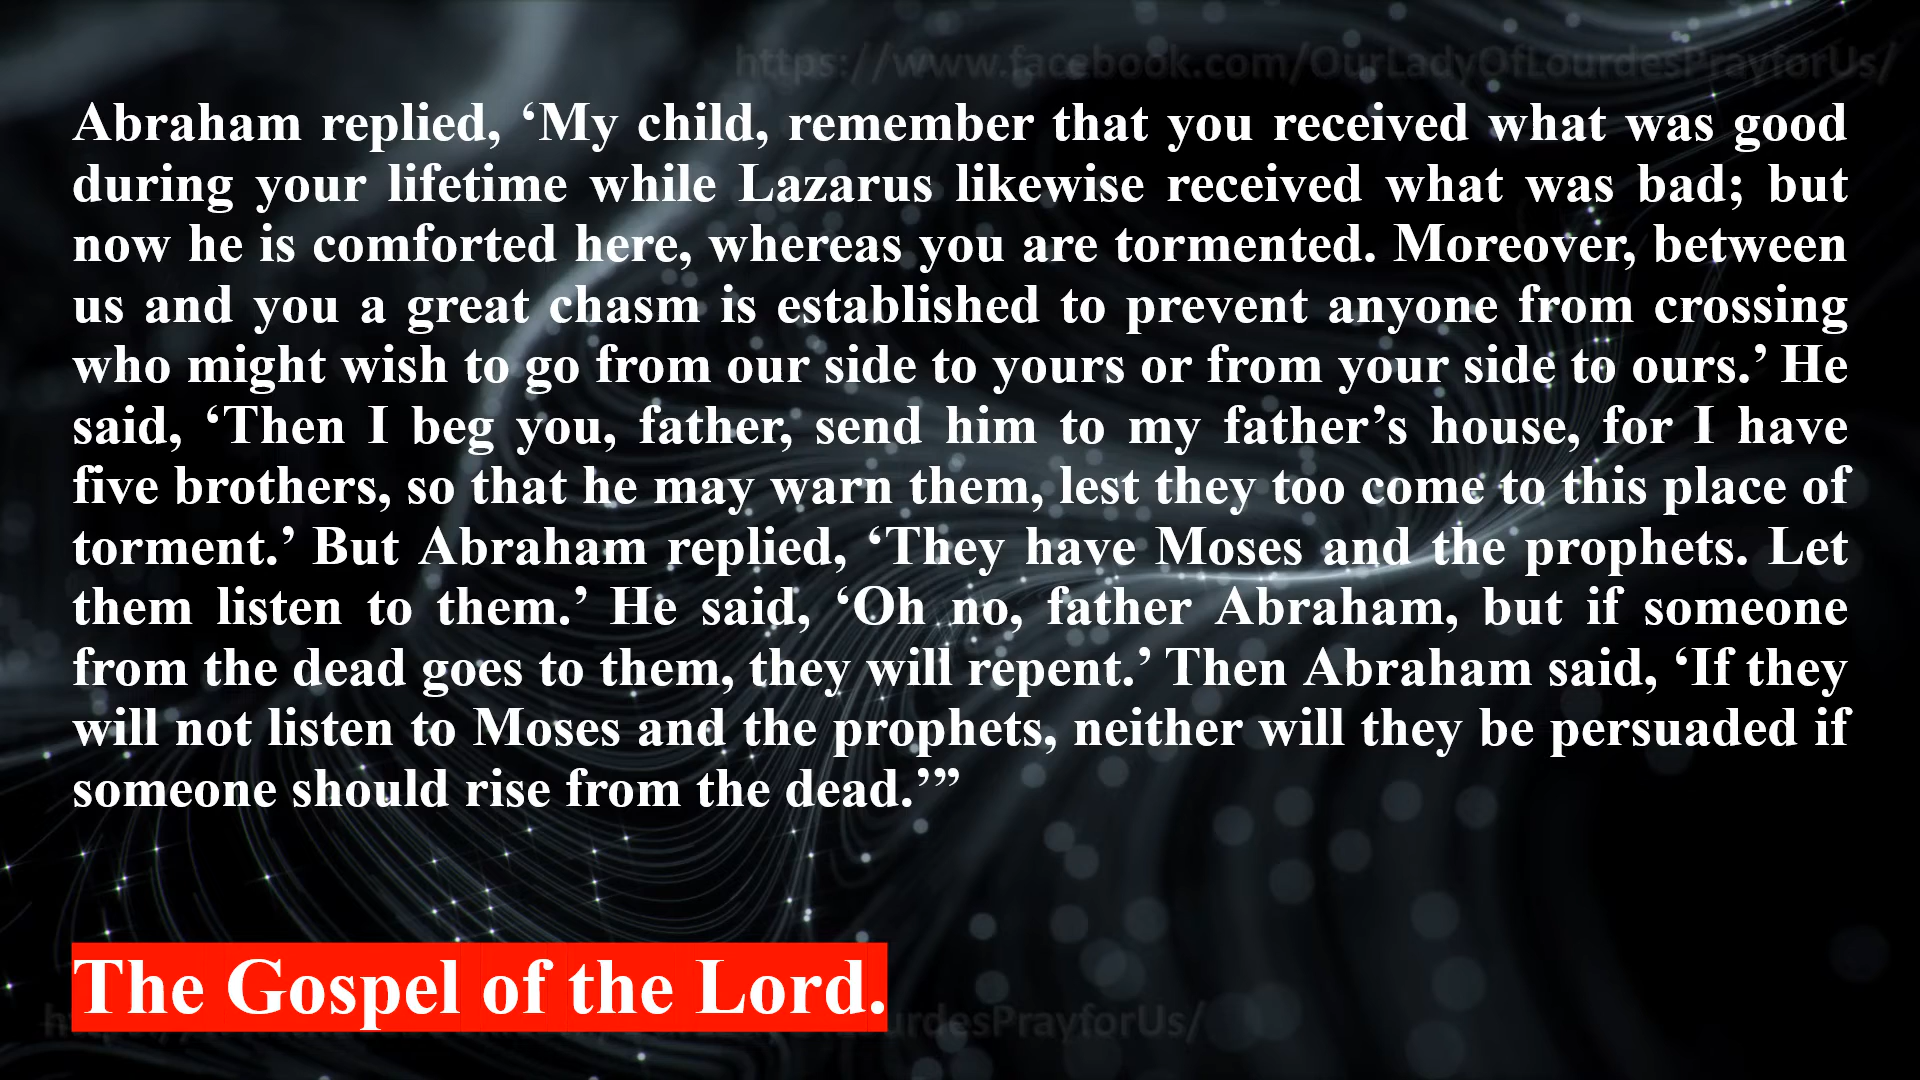 https://www.facebook.com/OurLadyOfLourdesPrayforUs/
Abraham replied, ‘My child, remember that you received what was good
during your lifetime while Lazarus likewise received what was bad; but
now he is comforted here, whereas you are tormented. Moreover, between
us and you a great chasm is established to prevent anyone from crossing
who might wish to go from our side to yours or from your side to ours.’ He
said, ‘Then I beg you, father, send him to my father’s house, for I have
five brothers, so that he may warn them, lest they too come to this place of
torment.’ But Abraham replied, ‘They have Moses and the prophets. Let
them listen to them.’ He said, ‘Oh no, father Abraham, but if someone
from the dead goes to them, they will repent.’ Then Abraham said, ‘If they
will not listen to Moses and the prophets, neither will they be persuaded if
someone should rise from the dead.’”
The Gospel of the Lord.